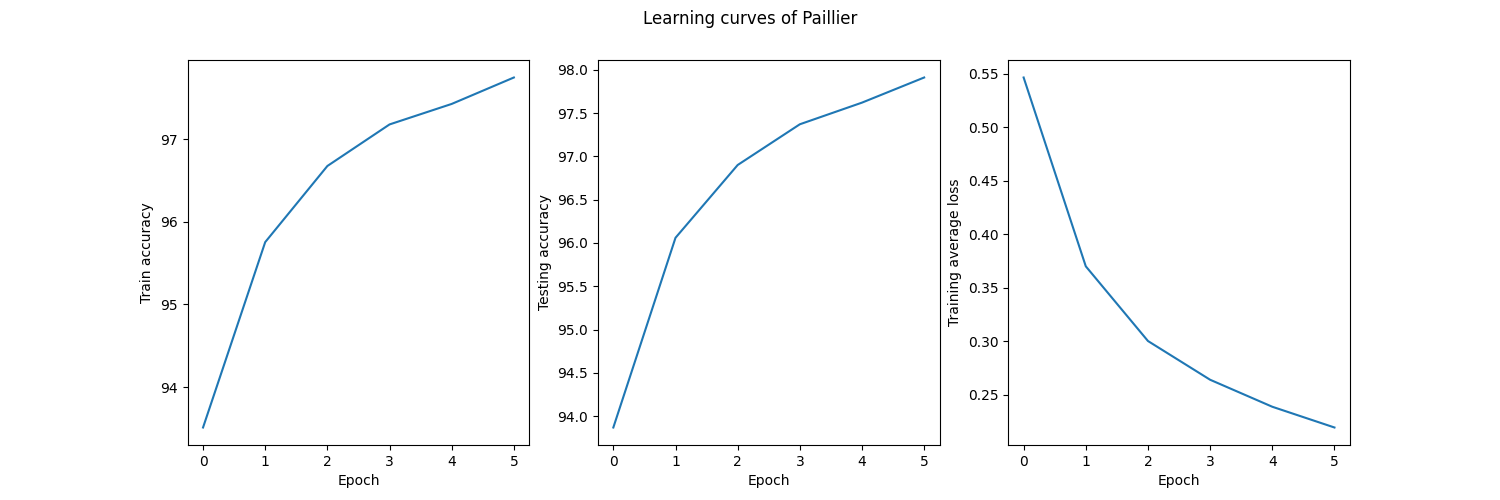 Learning curves of Paillier
Train accuracy
97
96
95
94
0 1 2 3 4 5
Epoch
Testing accuracy
98.0
97.5
97.0
96.5
96.0
95.5
95.0
94.5
94.0
0 1 2 3 4 5
Epoch
Training average loss
0.55
0.50
0.45
0.40
0.35
0.30
0.25
0 1 2 3 4 5
Epoch